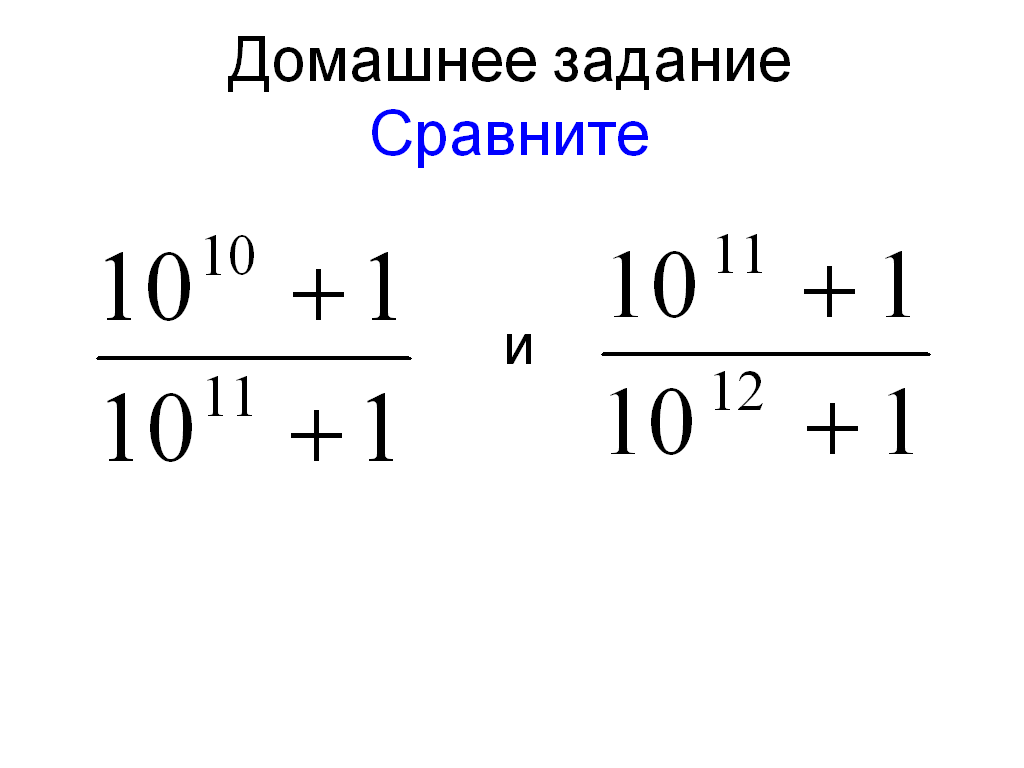 Домашнее задание
Сравните
10^10 + 1 / 10^11 + 1 и 10^11 + 1 / 10^12 + 1